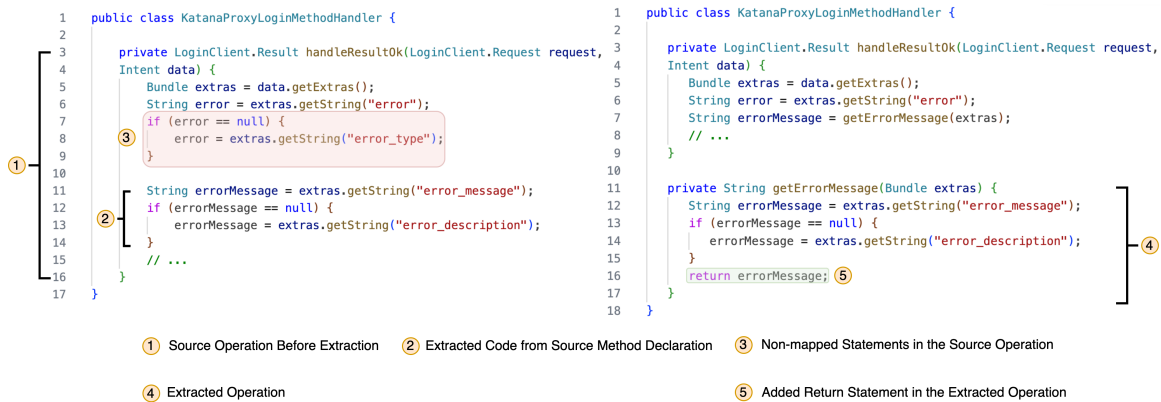 1 public class KatanaProxyLoginMethodHandler {
2
3 private LoginClient.Result handleResultOk(LoginClient.Request request,
4 Intent data) {
5 Bundle extras = data.getExtras();
6 String error = extras.getString("error");
7 if (error == null) {
8 error = extras.getString("error_type");
9 }
10
11 String errorMessage = extras.getString("error_message");
12 if (errorMessage == null) {
13 errorMessage = extras.getString("error_description");
14 }
15 // ...
16 }
17 }
1
2
3
1 public class KatanaProxyLoginMethodHandler {
2
3 private LoginClient.Result handleResultOk(LoginClient.Request request,
4 Intent data) {
5 Bundle extras = data.getExtras();
6 String error = extras.getString("error");
7 String errorMessage = getErrorMessage(extras);
8 // ...
9 }
10
11 private String getErrorMessage(Bundle extras) {
12 String errorMessage = extras.getString("error_message");
13 if (errorMessage == null) {
14 errorMessage = extras.getString("error_description");
15 }
16 return errorMessage; 5
17 }
18 }
4
1 Source Operation Before Extraction
2 Extracted Code from Source Method Declaration
3 Non-mapped Statements in the Source Operation
4 Extracted Operation
5 Added Return Statement in the Extracted Operation